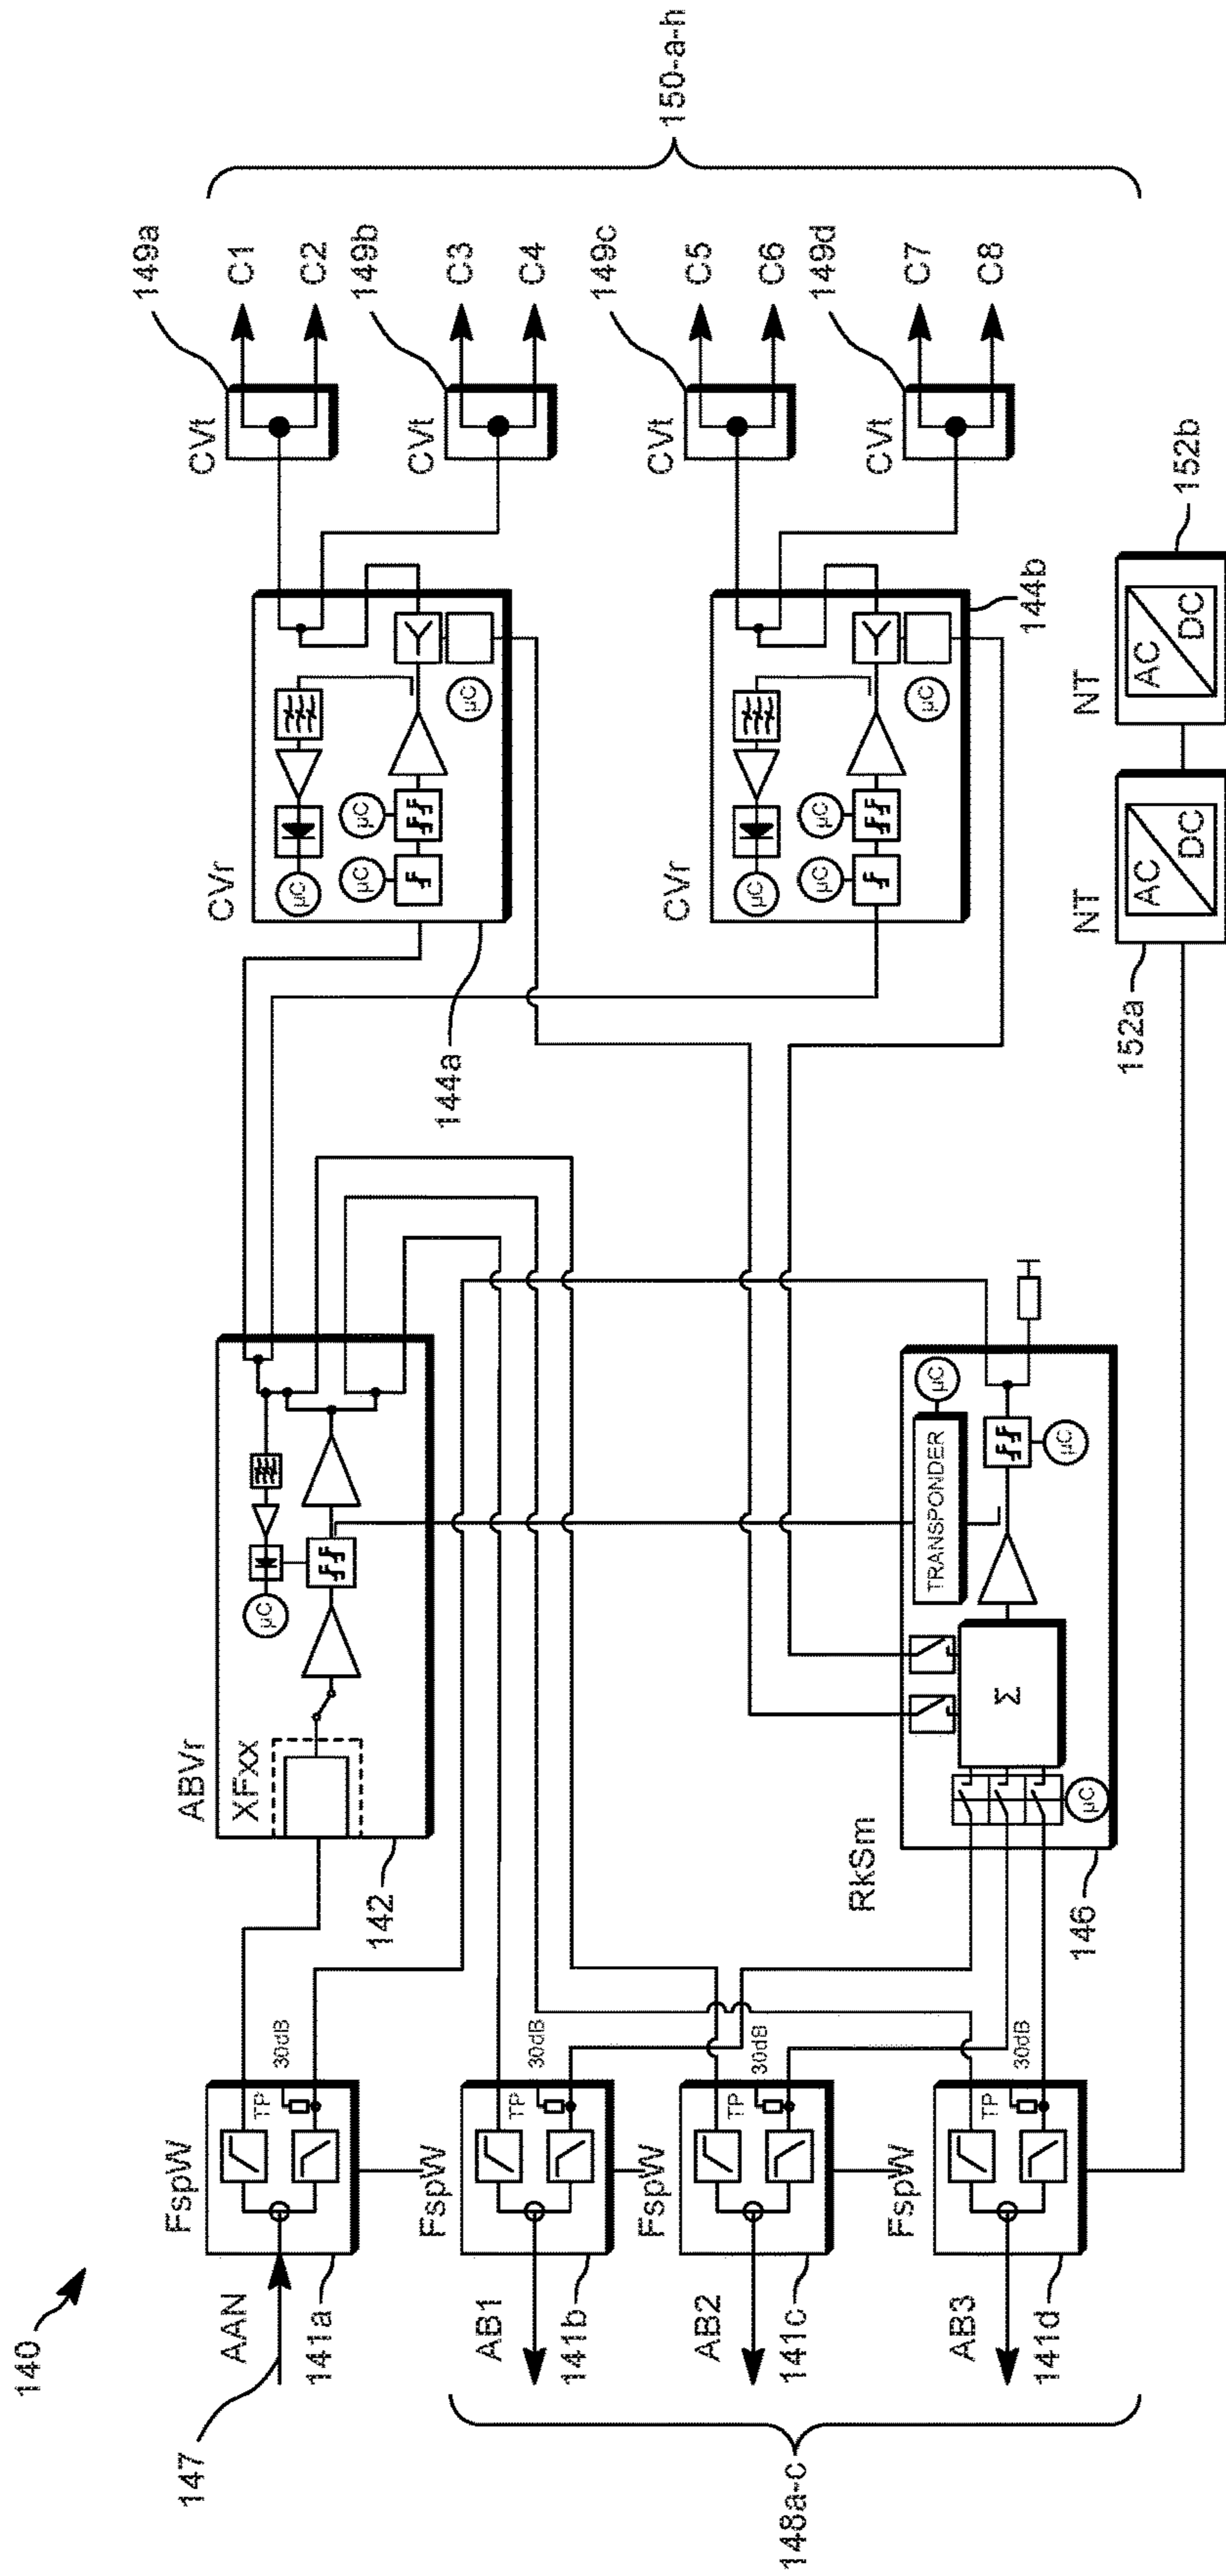 140
147
AAN
141a
FspW
TP
30dB
AB1
141b
FspW
TP
30dB
AB2
141c
FspW
TP
30dB
AB3
141d
FspW
TP
30dB
148a-c
ABVr
XFxx
142
µC
RkSm
146
µC
Σ
TRANSPONDER
µC
µC
CVr
144a
µC
µC
µC
µC
CVr
144b
µC
µC
µC
µC
CVt
149a
C1
C2
CVt
149b
C3
C4
CVt
149c
C5
C6
CVt
149d
C7
C8
150-a-h
NT
AC
DC
152a
NT
AC
DC
152b